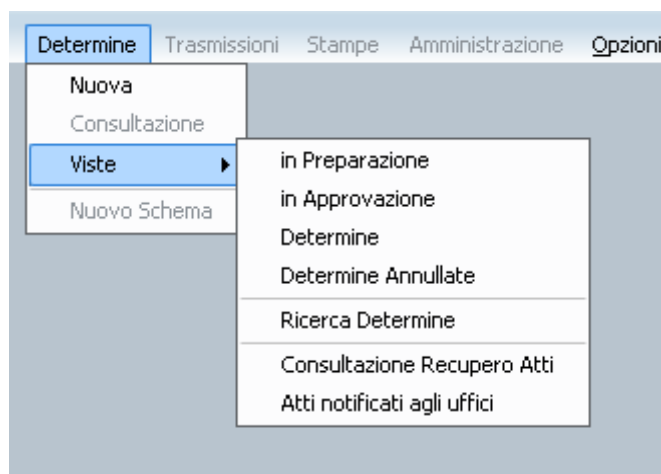 Determine Trasmissioni Stampe Amministrazione Opzioni
Nuova
Consultazione
Viste
Nuovo Schema
in Preparazione
in Approvazione
Determine
Determine Annullate
Ricerca Determine
Consultazione Recupero Atti
Atti notificati agli uffici